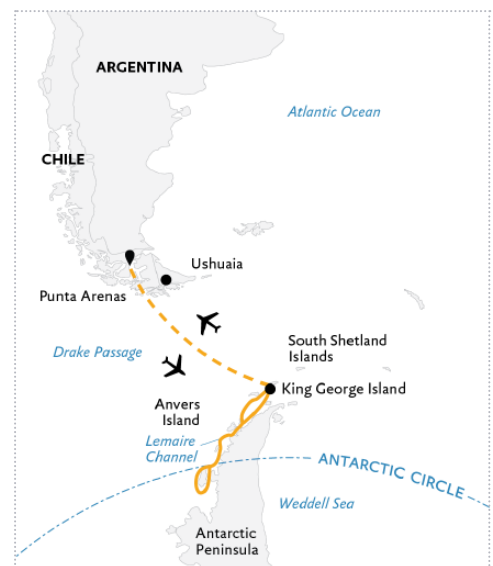 ARGENTINA
Atlantic Ocean
CHILE
Ushuaia
Punta Arenas
Drake Passage
South Shetland
Islands
King George Island
Anvers
Island
Lemaire
Channel
ANTARCTIC CIRCLE
Weddell Sea
Antarctic
Peninsula